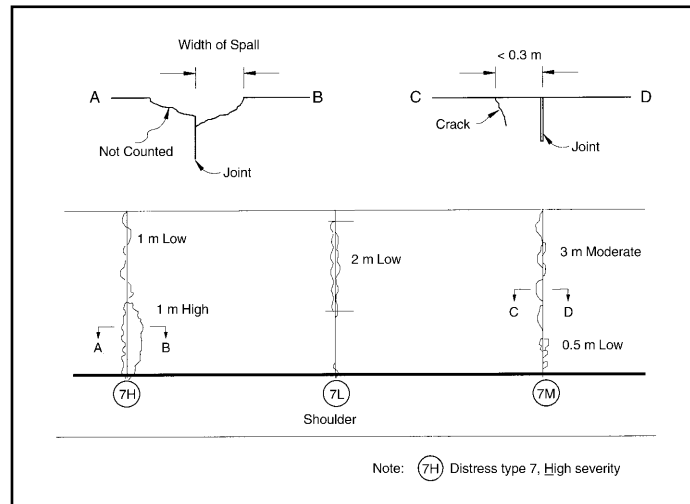 Width of Spall
< 0.3 m
A
B
C
D
Not Counted
Joint
Crack
Joint
1 m Low
2 m Low
3 m Moderate
1 m High
A
B
C
D
0.5 m Low
7H
7L
7M
Shoulder
Note: 7H Distress type 7, High severity